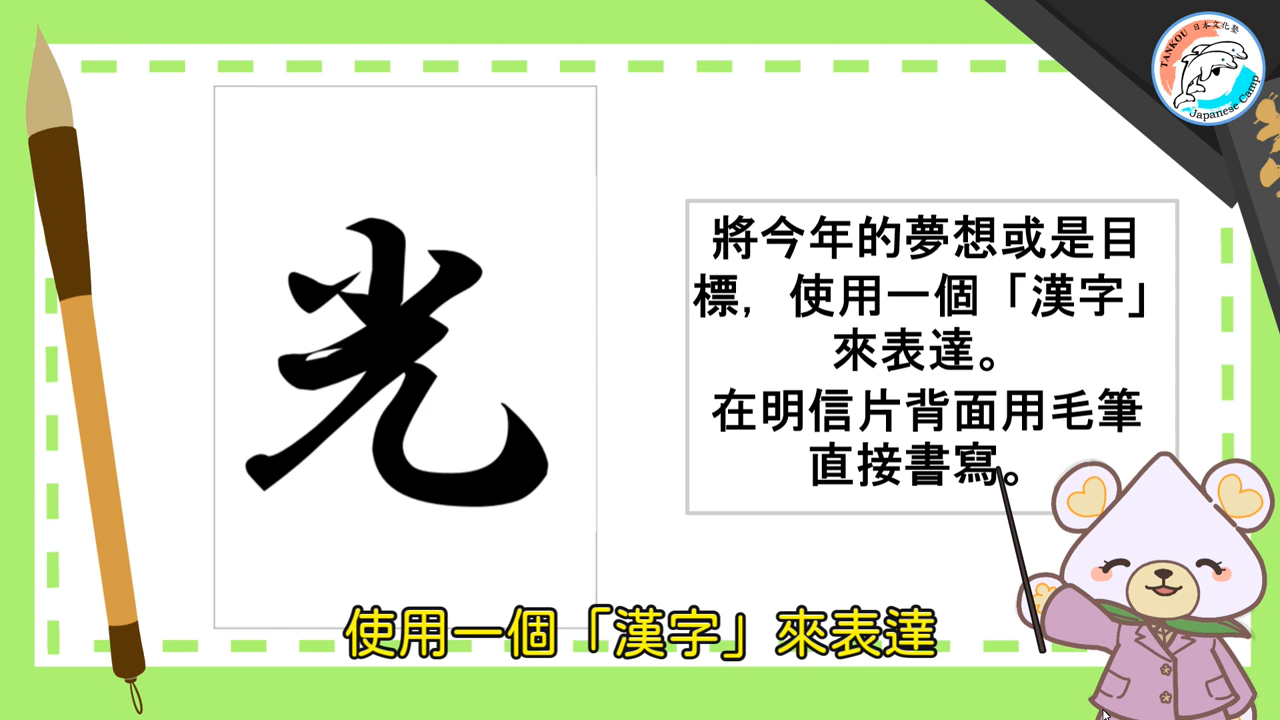 TANKOU 日本文化塾
Japanese Camp
光
將今年的夢想或是目
標，使用一個「漢字」
來表達。
在明信片背面用毛筆
直接書寫。
使用一個「漢字」來表達